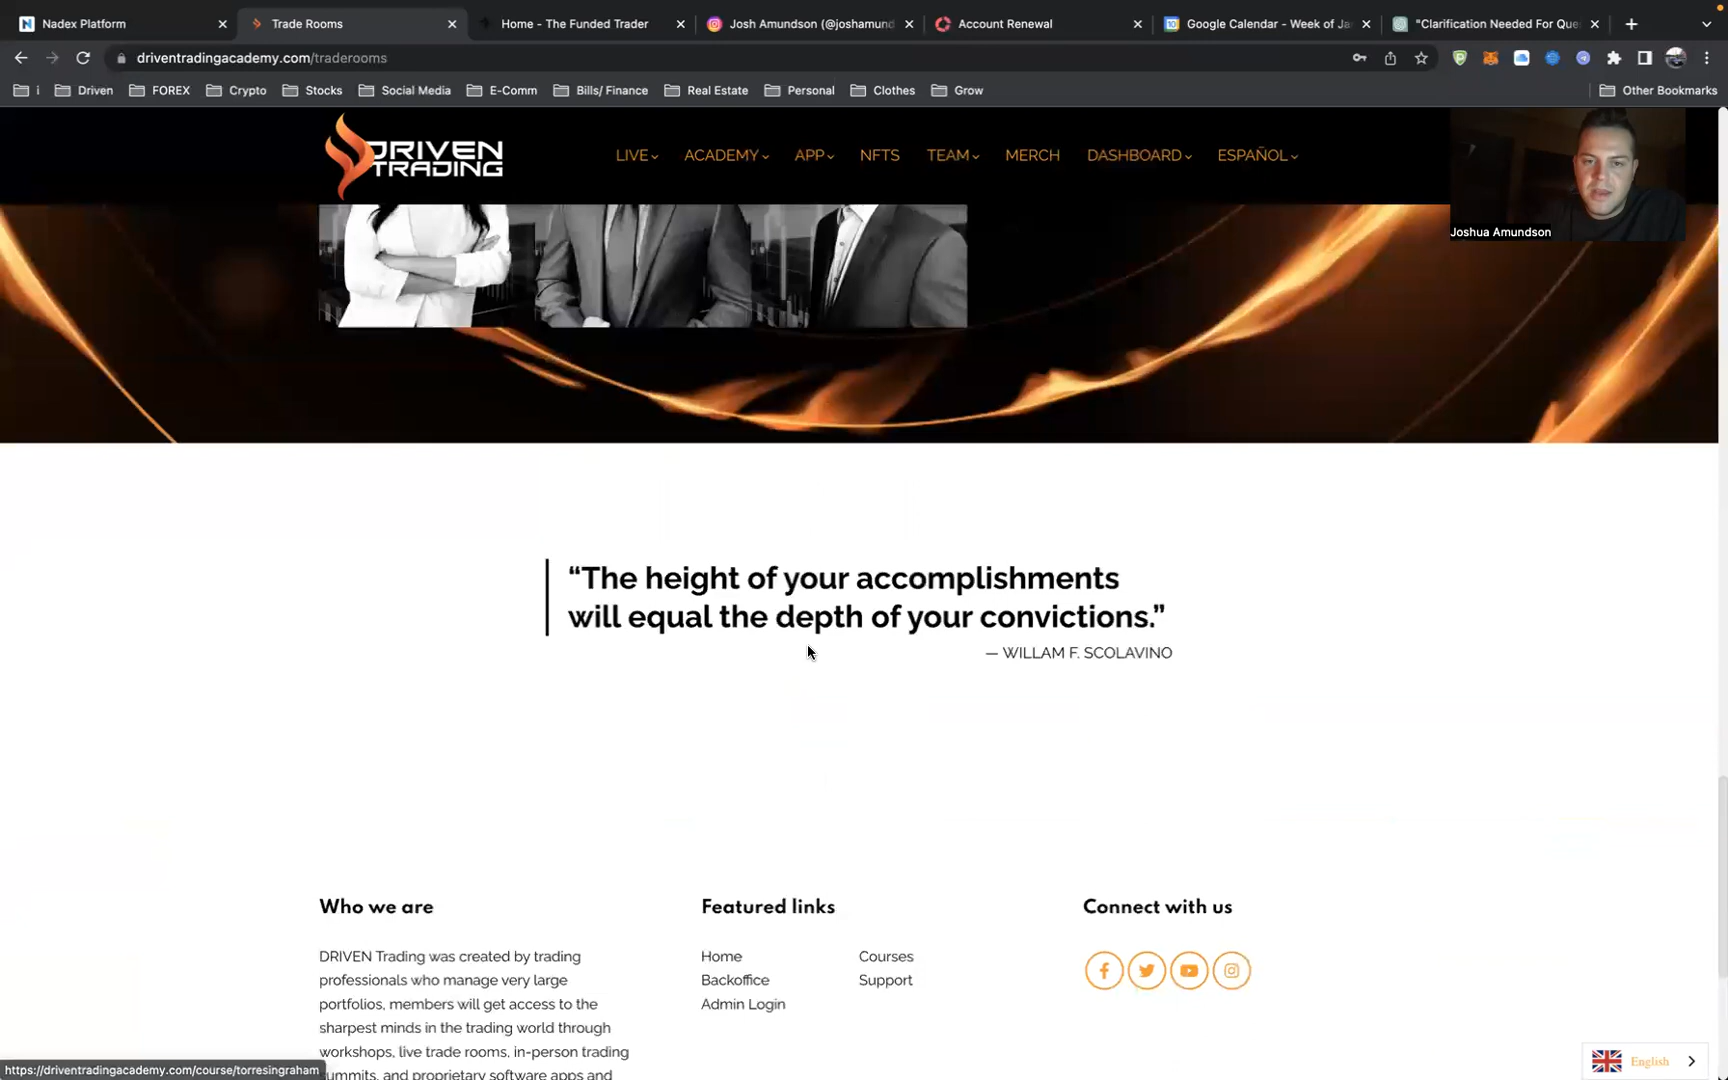 Nadex Platform
Trade Rooms
Home - The Funded Trader
Josh Amundson (@joshamund
Account Renewal
Google Calendar - Week of Ja
"Clarification Needed For Que
driventradingacademy.com/traderooms
i
Driven
FOREX
Crypto
Stocks
Social Media
E-Comm
Bills/ Finance
Real Estate
Personal
Clothes
Grow
Other Bookmarks
DRIVEN
TRADING
LIVE
ACADEMY
APP
NFTS
TEAM
MERCH
DASHBOARD
ESPAÑOL
Joshua Amundson
“The height of your accomplishments
will equal the depth of your convictions.”
— WILLAM F. SCOLAVINO
Who we are
DRIVEN Trading was created by trading
professionals who manage very large
portfolios, members will get access to the
sharpest minds in the trading world through
workshops, live trade rooms, in-person trading
summits, and proprietary software apps and
Featured links
Home
Courses
Backoffice
Support
Admin Login
Connect with us
https://driventradingacademy.com/course/torresingraham
English